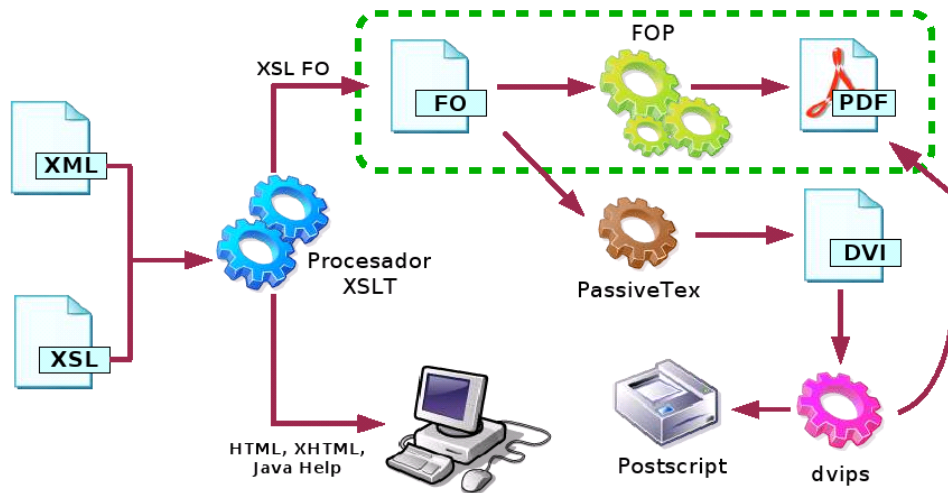 FOP
XSL FO
FO
PDF
XML
Procesador
XSLT
DVI
PassiveTex
XSL
HTML, XHTML,
Java Help
Postscript
dvips